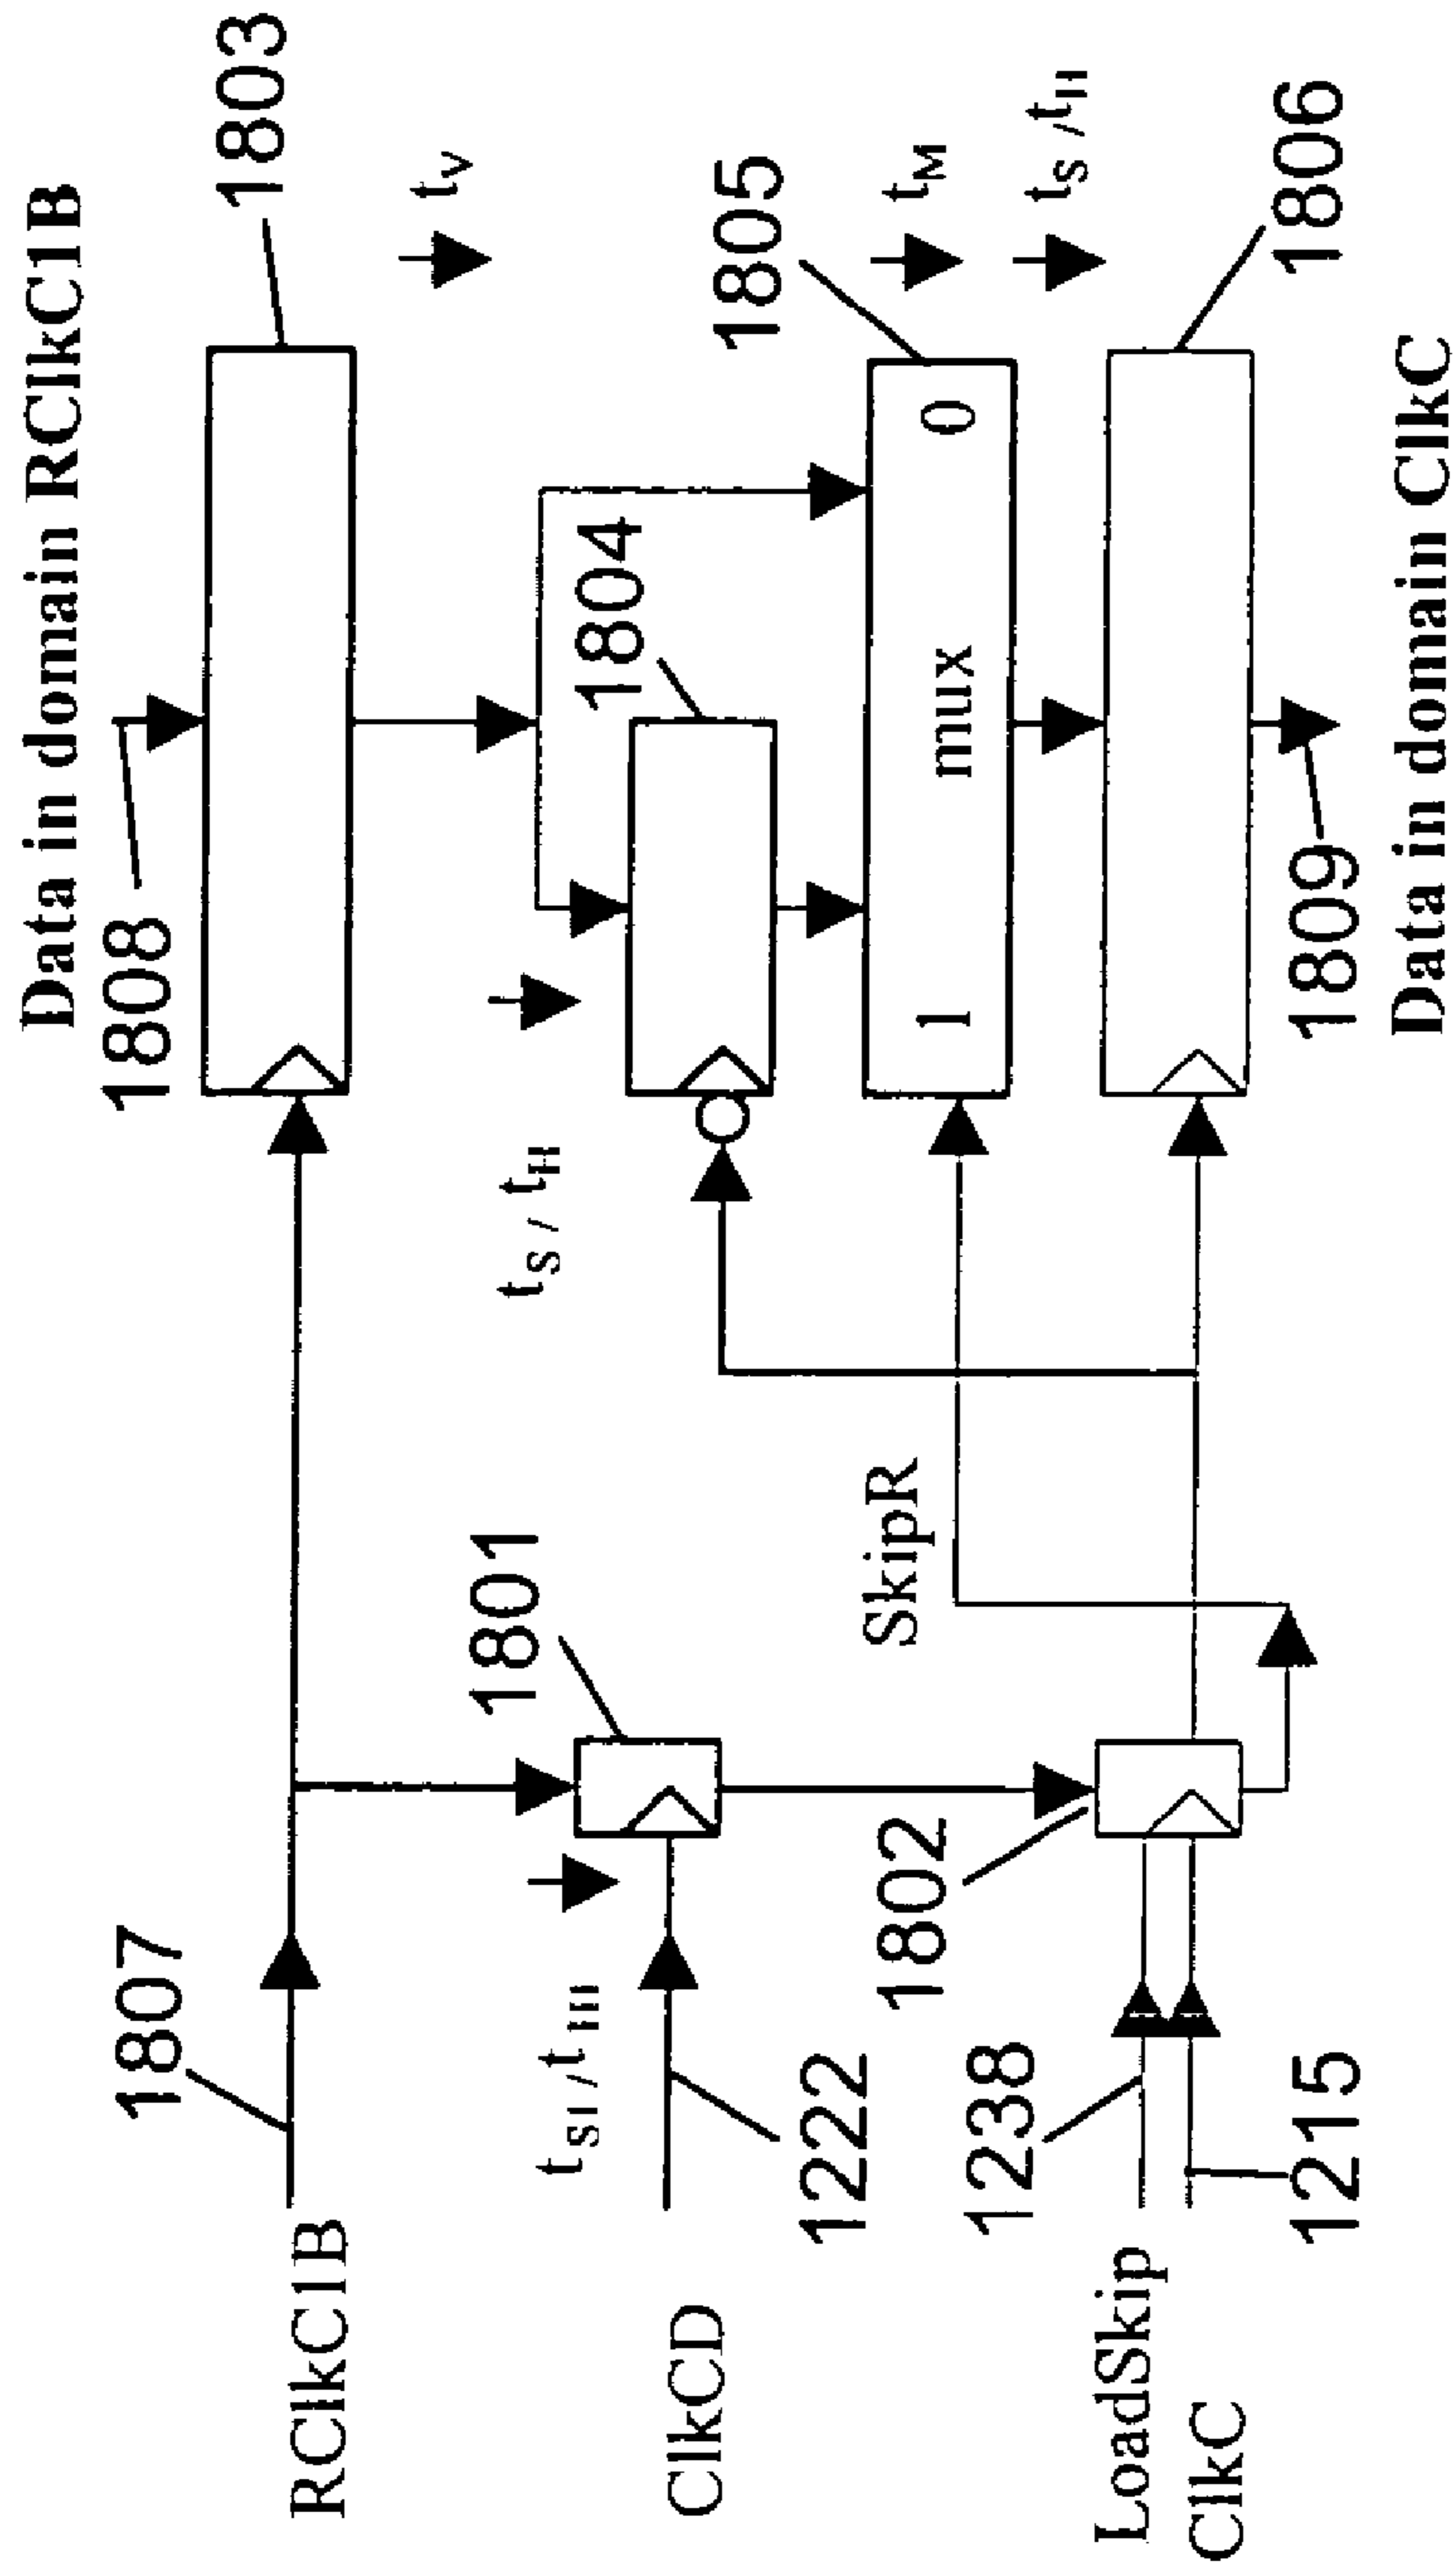 Data in domain RClkC1B
1808
1803
1807
RClkC1B
tV
1801
tS / tH
1804
tSI / tHI
ClkCD
1222
1805
tM
1 mux 0
SkipR
1802
tS / tH
1238
LoadSkip
ClkC
1215
1806
1809
Data in domain ClkC